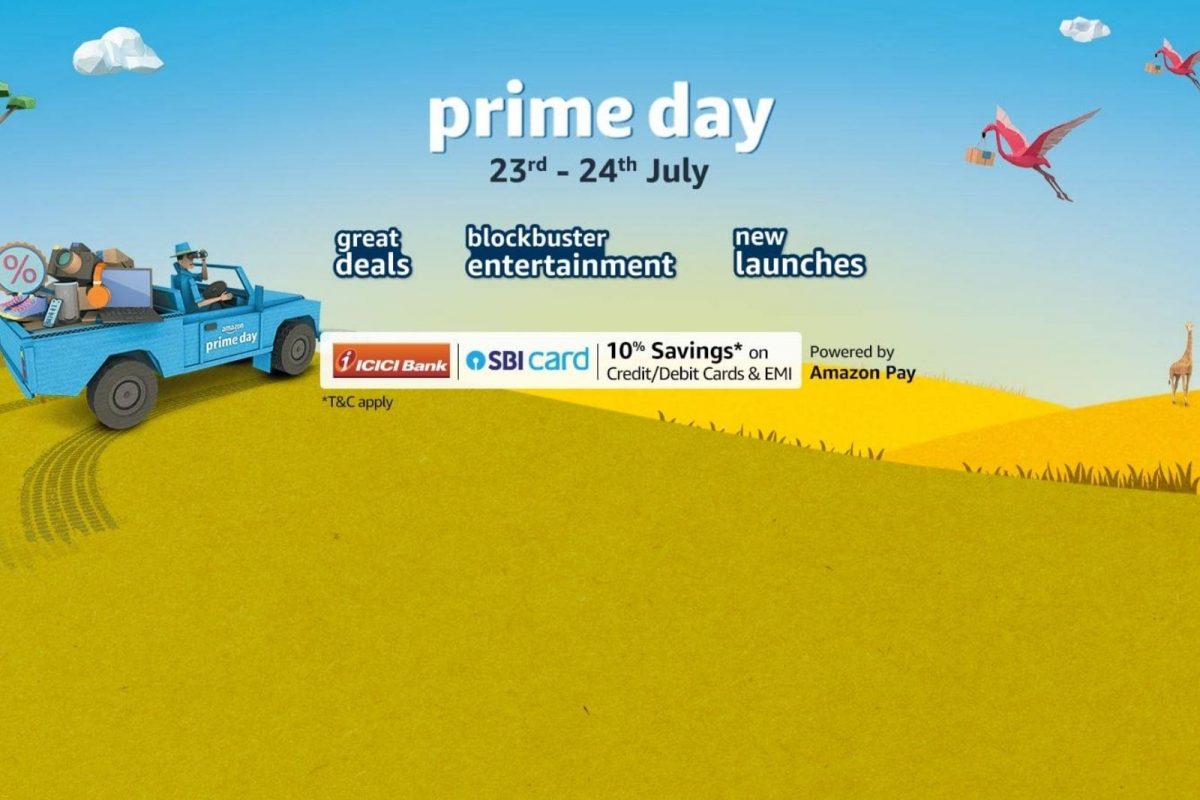 prime day
23rd - 24th July
great
deals
blockbuster
entertainment
new
launches
%
amazon
prime day
ICICI Bank
SBI card
10% Savings* on
Credit/Debit Cards & EMI
Powered by
Amazon Pay
*T&C apply